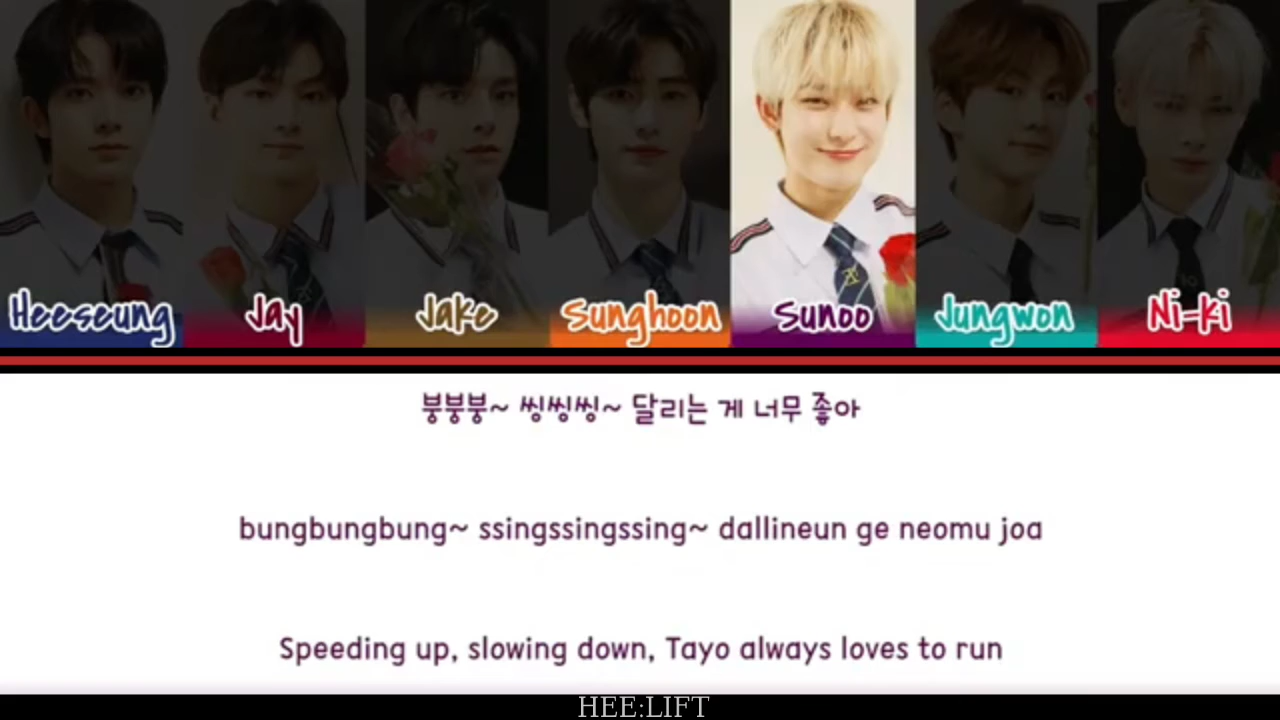 Heeseung Jay Jake Sunghoon Sunoo Jungwon Ni-ki
붕붕붕~ 씽씽씽~ 달리는 게 너무 좋아
bungbungbung~ ssingssingssing~ dallineun ge neomu joa
Speeding up, slowing down, Tayo always loves to run
HEE:LIFT